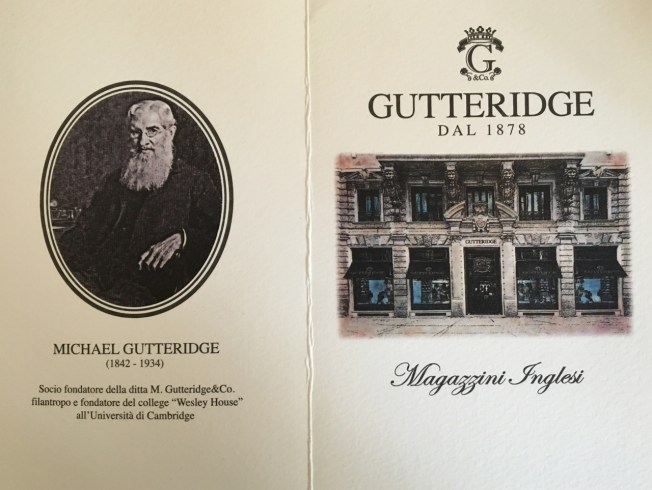 MICHAEL GUTTERIDGE
(1842 - 1934)
Socio fondatore della ditta M. Gutteridge&Co.
filantropo e fondatore del college “Wesley House”
all’Università di Cambridge
G
&Co.
GUTTERIDGE
DAL 1878
GUTTERIDGE
Magazzini Inglesi